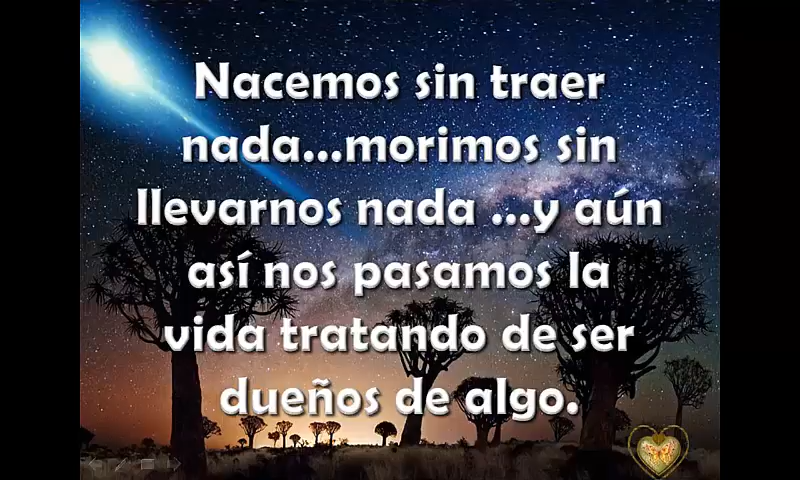 Nacemos sin traer
nada...morimos sin
llevarnos nada ...y aún
así nos pasamos la
vida tratando de ser
dueños de algo.